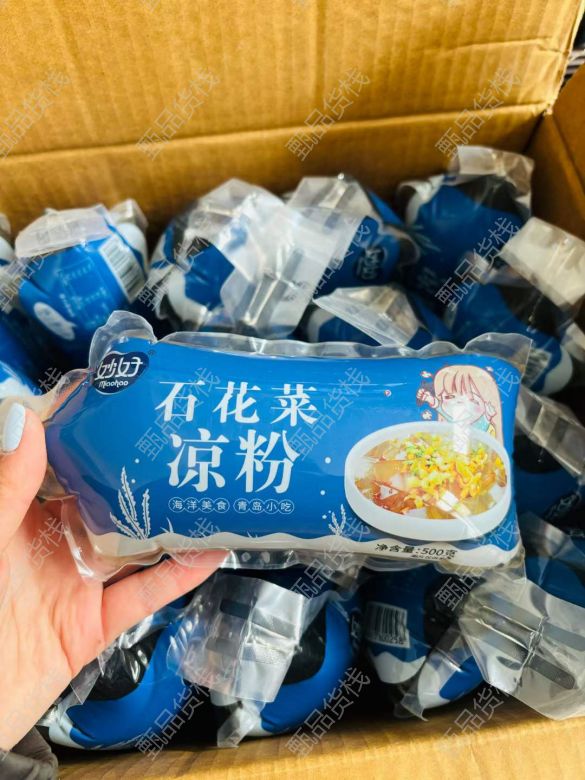 妙好
miaohao
石花菜
凉粉
海洋美食 青岛小吃
净含量:500克
甄品货栈